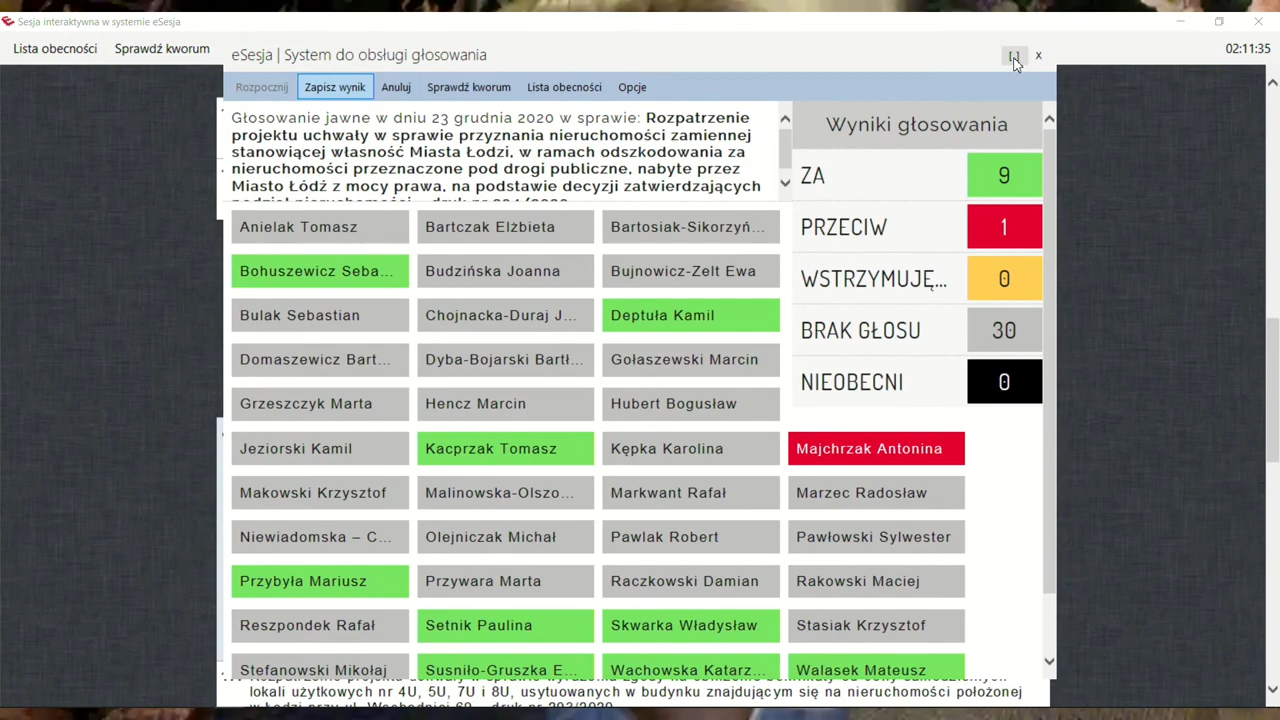 Sesja interaktywna w systemie eSesja
Lista obecności Sprawdź kworum 02:11:35
eSesja | System do obsługi głosowania [ ] x
Rozpocznij Zapisz wynik Anuluj Sprawdź kworum Lista obecności Opcje
Głosowanie jawne w dniu 23 grudnia 2020 w sprawie: Rozpatrzenie
projektu uchwały w sprawie przyznania nieruchomości zamiennej
stanowiącej własność Miasta Łodzi, w ramach odszkodowania za
nieruchomości przeznaczone pod drogi publiczne, nabyte przez
Miasto Łódź z mocy prawa, na podstawie decyzji zatwierdzających
Wyniki głosowania
ZA 9
PRZECIW 1
WSTRZYMUJĘ... 0
BRAK GŁOSU 30
NIEOBECNI 0
Anielak Tomasz Bartczak Elżbieta Bartosiak-Sikorzyń...
Bohuszewicz Seba... Budzińska Joanna Bujnowicz-Zelt Ewa
Bulak Sebastian Chojnacka-Duraj J... Deptuła Kamil
Domaszewicz Bart... Dyba-Bojarski Bartł... Gołaszewski Marcin
Grzeszczyk Marta Hencz Marcin Hubert Bogusław
Jeziorski Kamil Kacprzak Tomasz Kępka Karolina Majchrzak Antonina
Makowski Krzysztof Malinowska-Olszo... Markwant Rafał Marzec Radosław
Niewiadomska – C... Olejniczak Michał Pawlak Robert Pawłowski Sylwester
Przybyła Mariusz Przywara Marta Raczkowski Damian Rakowski Maciej
Reszpondek Rafał Setnik Paulina Skwarka Władysław Stasiak Krzysztof
Stefanowski Mikołaj Susniło-Gruszka E... Wachowska Katarz... Walasek Mateusz
lokali użytkowych nr 4U, 5U, 7U i 8U, usytuowanych w budynku znajdującym się na nieruchomości położonej